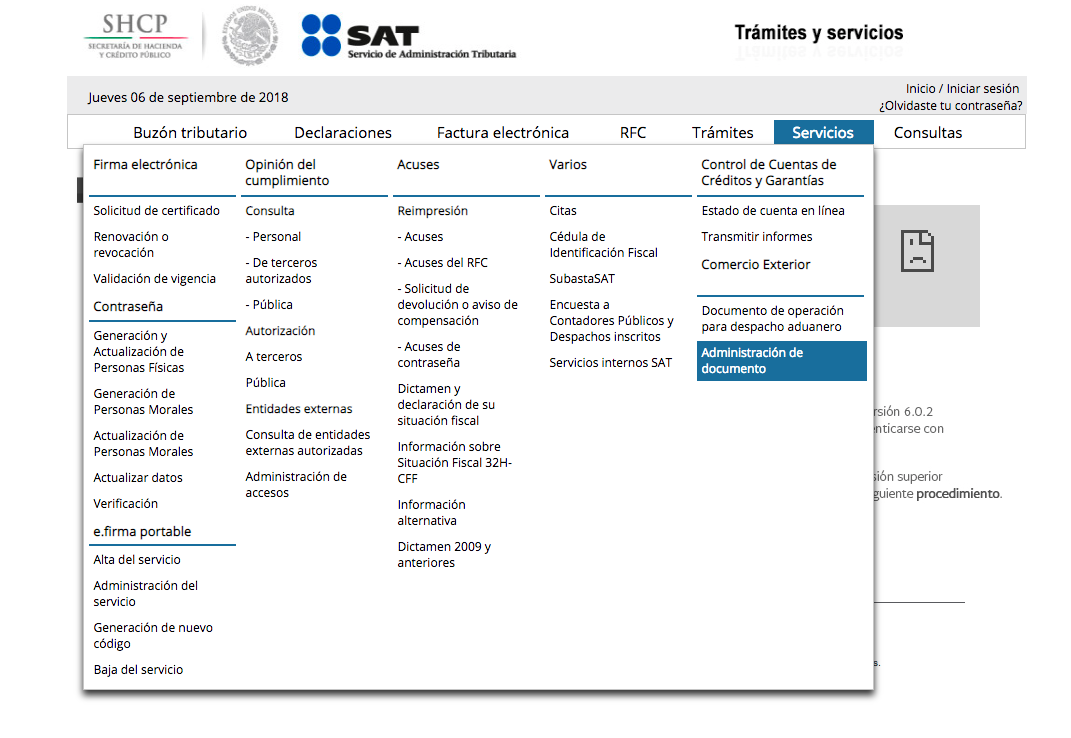 SHCP
SECRETARÍA DE HACIENDA
Y CRÉDITO PÚBLICO
SAT
Servicio de Administración Tributaria
Trámites y servicios
Jueves 06 de septiembre de 2018
Inicio / Iniciar sesión
¿Olvidaste tu contraseña?
Buzón tributario
Declaraciones
Factura electrónica
RFC
Trámites
Servicios
Consultas
Firma electrónica
Solicitud de certificado
Renovación o
revocación
Validación de vigencia
Contraseña
Generación y
Actualización de
Personas Físicas
Generación de
Personas Morales
Actualización de
Personas Morales
Actualizar datos
Verificación
e.firma portable
Alta del servicio
Administración del
servicio
Generación de nuevo
código
Baja del servicio
Opinión del
cumplimiento
Consulta
- Personal
- De terceros
autorizados
- Pública
Autorización
A terceros
Pública
Entidades externas
Consulta de entidades
externas autorizadas
Administración de
accesos
Acuses
Reimpresión
- Acuses
- Acuses del RFC
- Solicitud de
devolución o aviso de
compensación
- Acuses de
contraseña
Dictamen y
declaración de su
situación fiscal
Información sobre
Situación Fiscal 32H-
CFF
Información
alternativa
Dictamen 2009 y
anteriores
Varios
Citas
Cédula de
Identificación Fiscal
SubastaSAT
Encuesta a
Contadores Públicos y
Despachos inscritos
Servicios internos SAT
Control de Cuentas de
Créditos y Garantías
Estado de cuenta en línea
Transmitir informes
Comercio Exterior
Documento de operación
para despacho aduanero
Administración de
documento
rsión 6.0.2
enticarse con
sión superior
guiente procedimiento.
s.